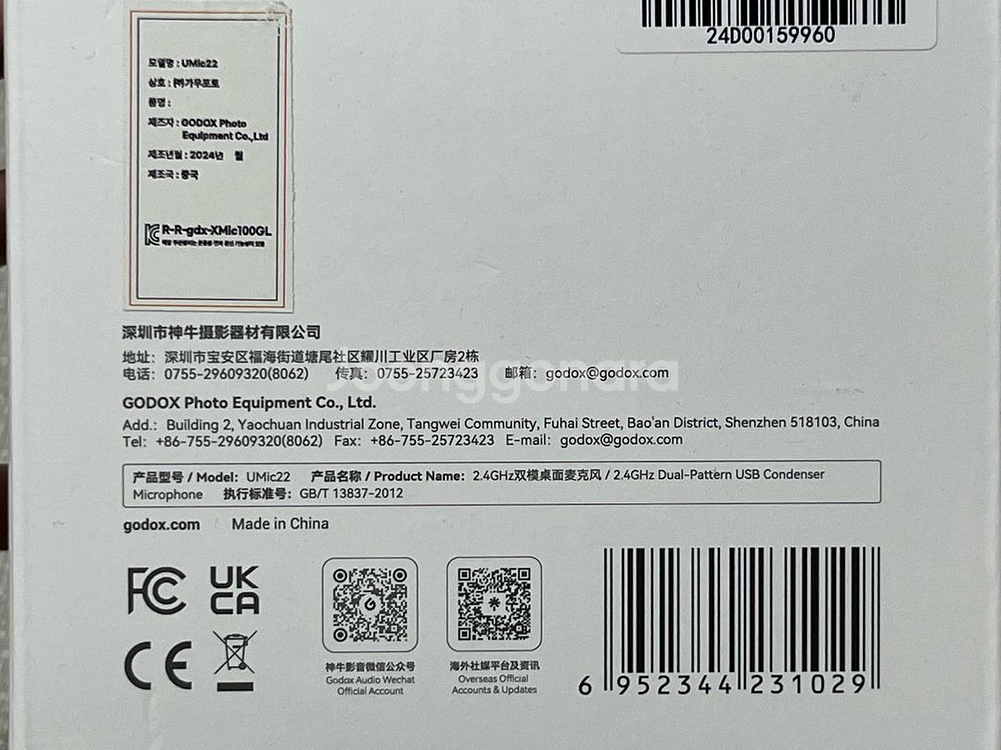 24D00159960
모델명 : UMic22
상호 : ㈜가우포토
품명 :
제조자 : GODOX Photo
Equipment Co.,Ltd
제조년월 : 2024년 월
제조국 : 중국
R-R-gdx-XMic100GL
深圳市神牛摄影器材有限公司
地址：深圳市宝安区福海街道塘尾社区耀川工业区厂房2栋
电话：0755-29609320(8062) 传真：0755-25723423 邮箱：godox@godox.com
Joonggonara
GODOX Photo Equipment Co., Ltd.
Add.: Building 2, Yaochuan Industrial Zone, Tangwei Community, Fuhai Street, Bao'an District, Shenzhen 518103, China
Tel: +86-755-29609320(8062) Fax: +86-755-25723423 E-mail: godox@godox.com
产品型号 / Model: UMic22 产品名称 / Product Name: 2.4GHz双模桌面麦克风 / 2.4GHz Dual-Pattern USB Condenser
Microphone 执行标准号：GB/T 13837-2012
godox.com Made in China
FC
UK
CA
CE
神牛影音微信公众号
Godox Audio Wechat
Official Account
海外社媒平台及资讯
Overseas Official
Accounts & Updates
6 952344 231029